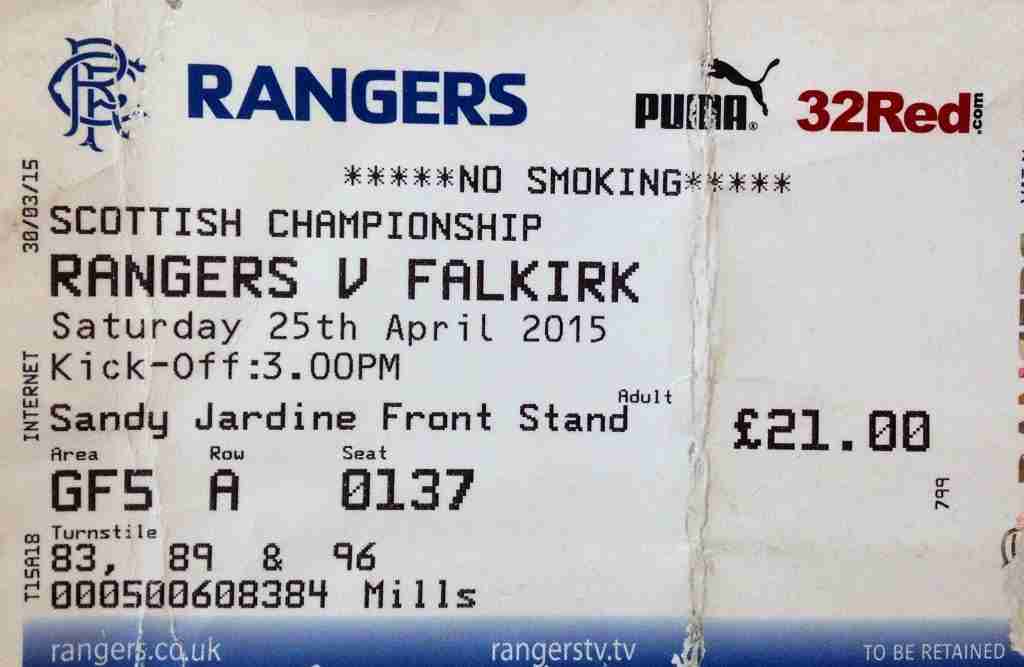 RANGERS
PUMA
32Red.com
*****NO SMOKING*****
30/03/15
SCOTTISH CHAMPIONSHIP
RANGERS V FALKIRK
Saturday 25th April 2015
Kick-Off:3.00PM
INTERNET
Adult
Sandy Jardine Front Stand
£21.00
Area Row Seat
GF5 A 0137
799
Turnstile
83, 89 & 96
T15A18
000500608384 Mills
rangers.co.uk rangerstv.tv TO BE RETAINED